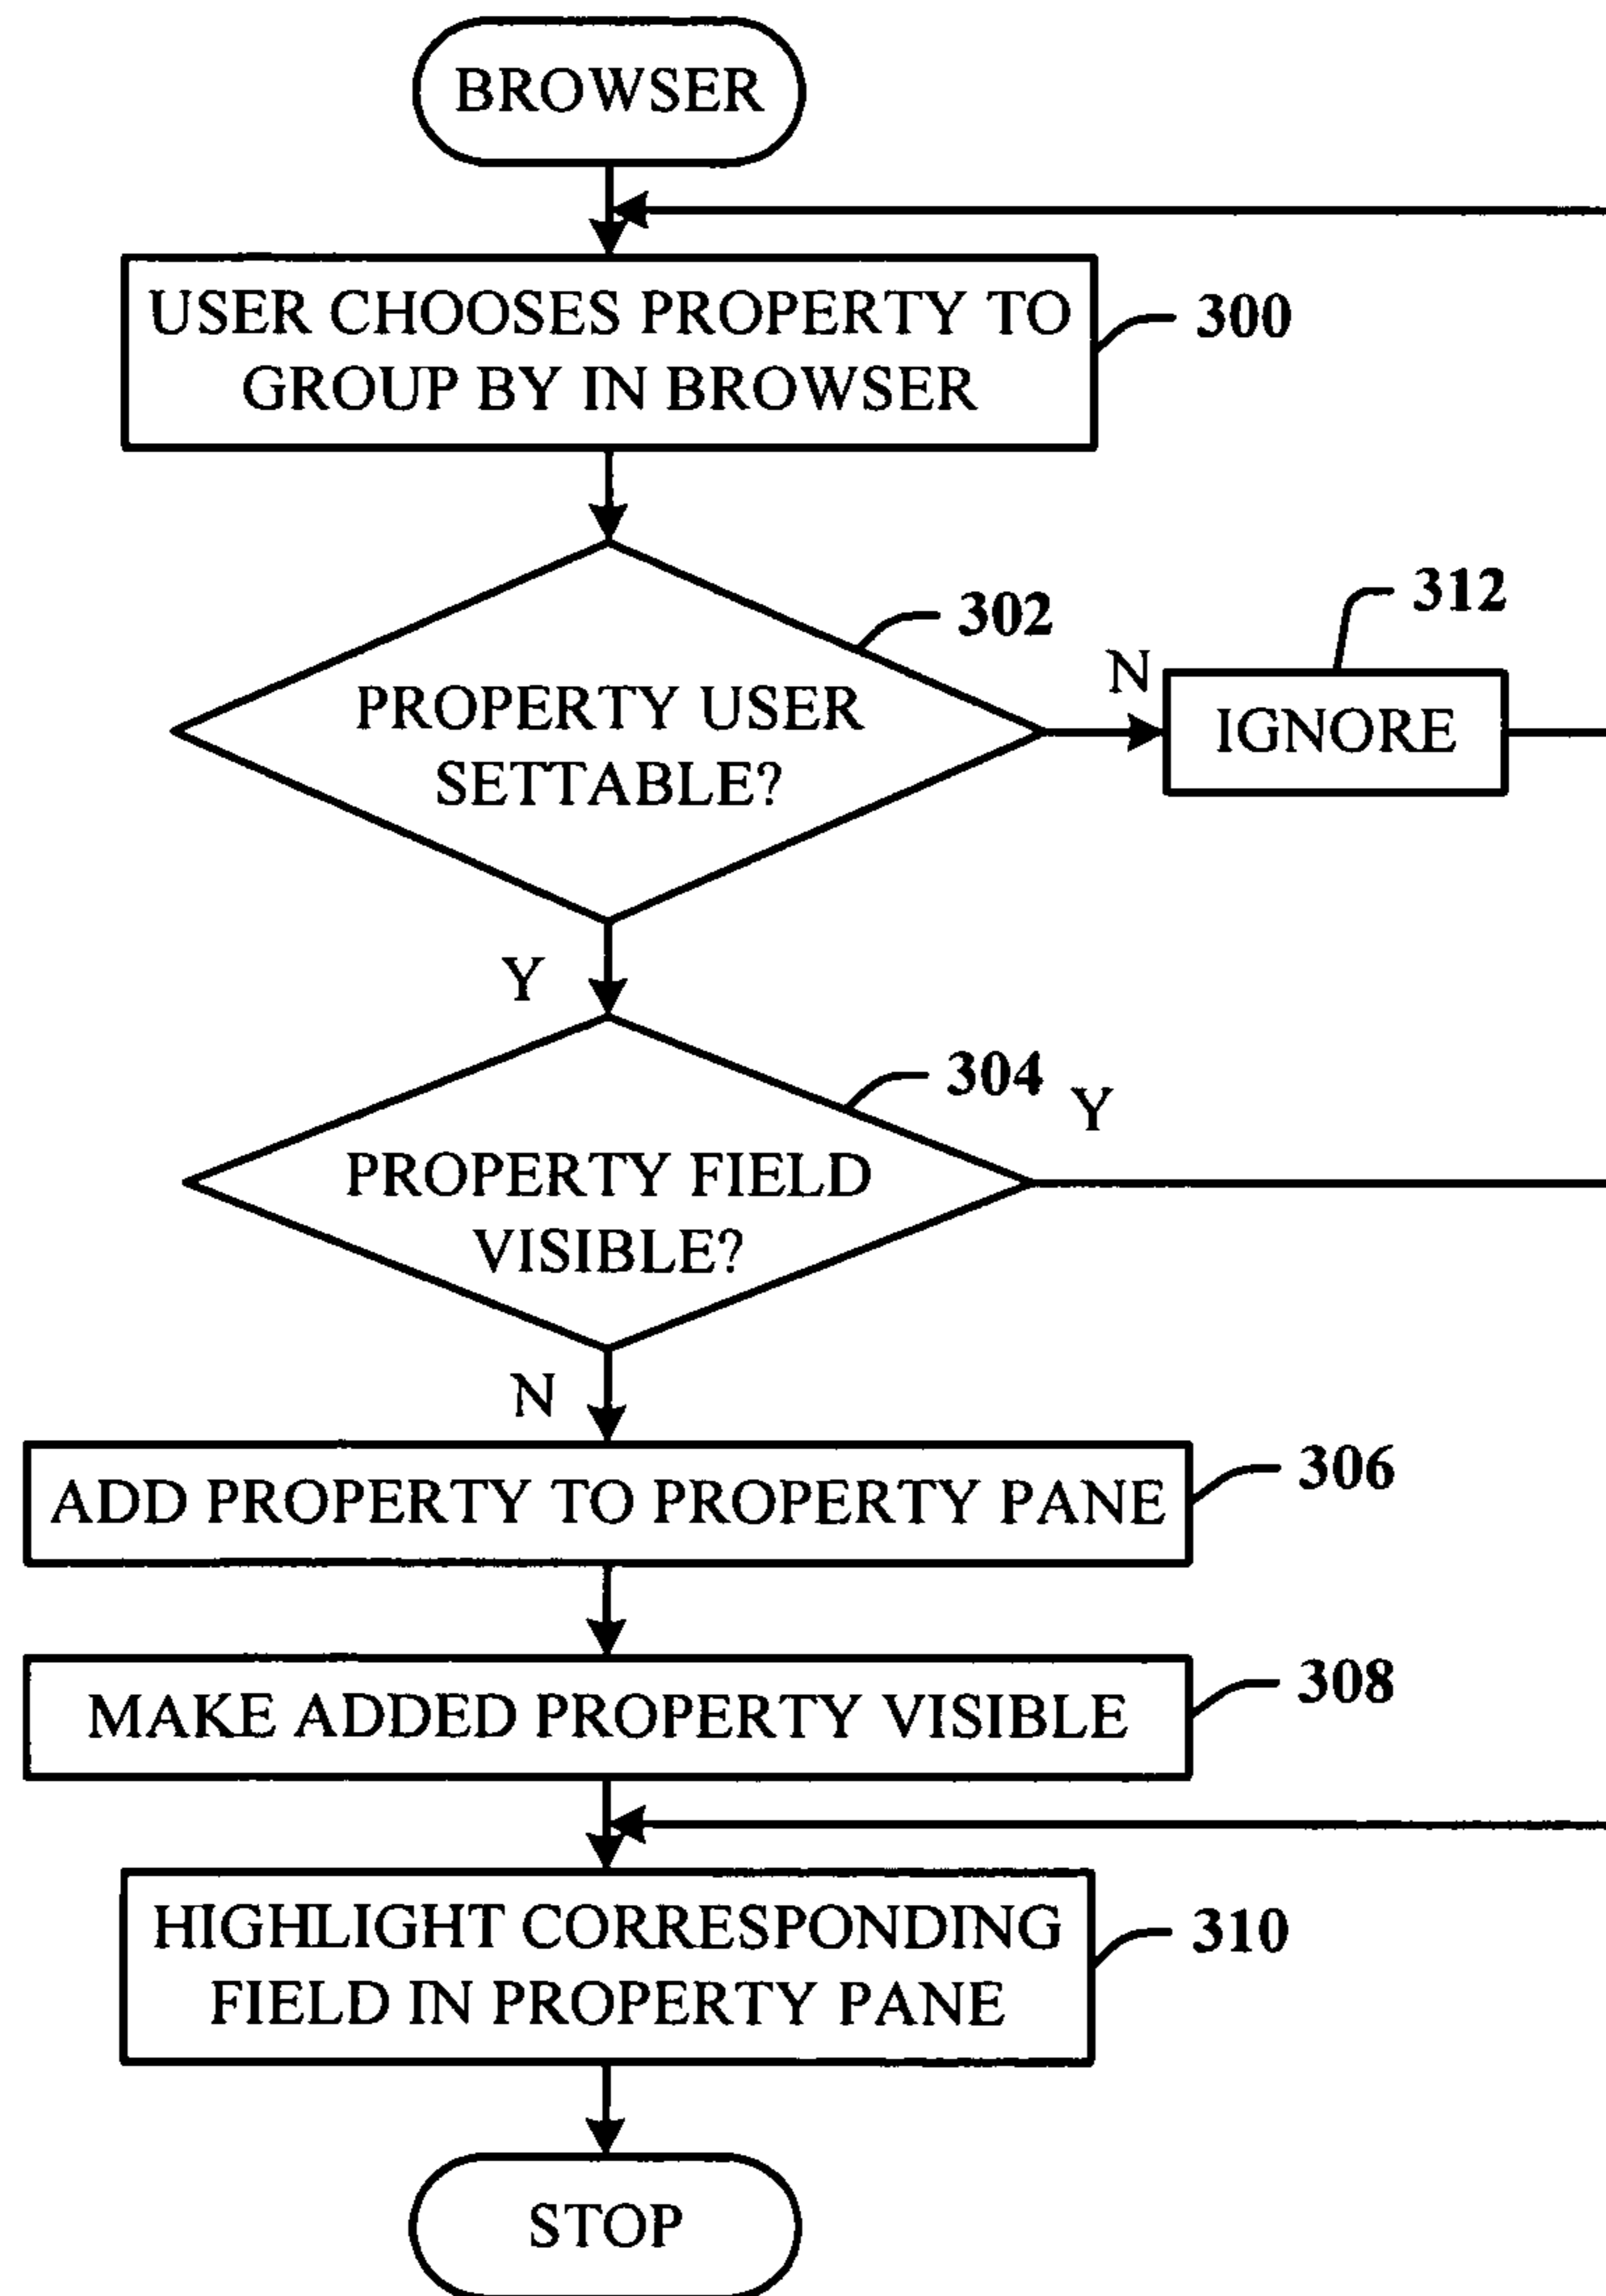 BROWSER
USER CHOOSES PROPERTY TO
GROUP BY IN BROWSER
300
302
312
N
PROPERTY USER
SETTABLE?
IGNORE
Y
304
Y
PROPERTY FIELD
VISIBLE?
N
ADD PROPERTY TO PROPERTY PANE
306
MAKE ADDED PROPERTY VISIBLE
308
HIGHLIGHT CORRESPONDING
FIELD IN PROPERTY PANE
310
STOP